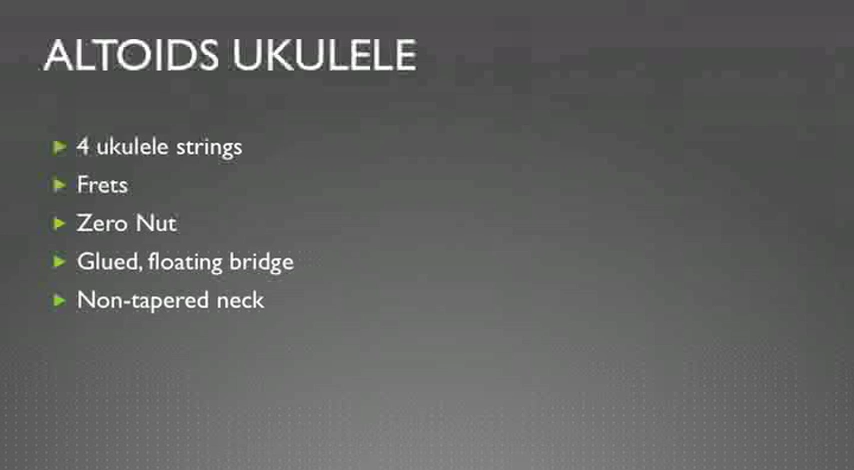 ALTOIDS UKULELE
4 ukulele strings
Frets
Zero Nut
Glued, floating bridge
Non-tapered neck